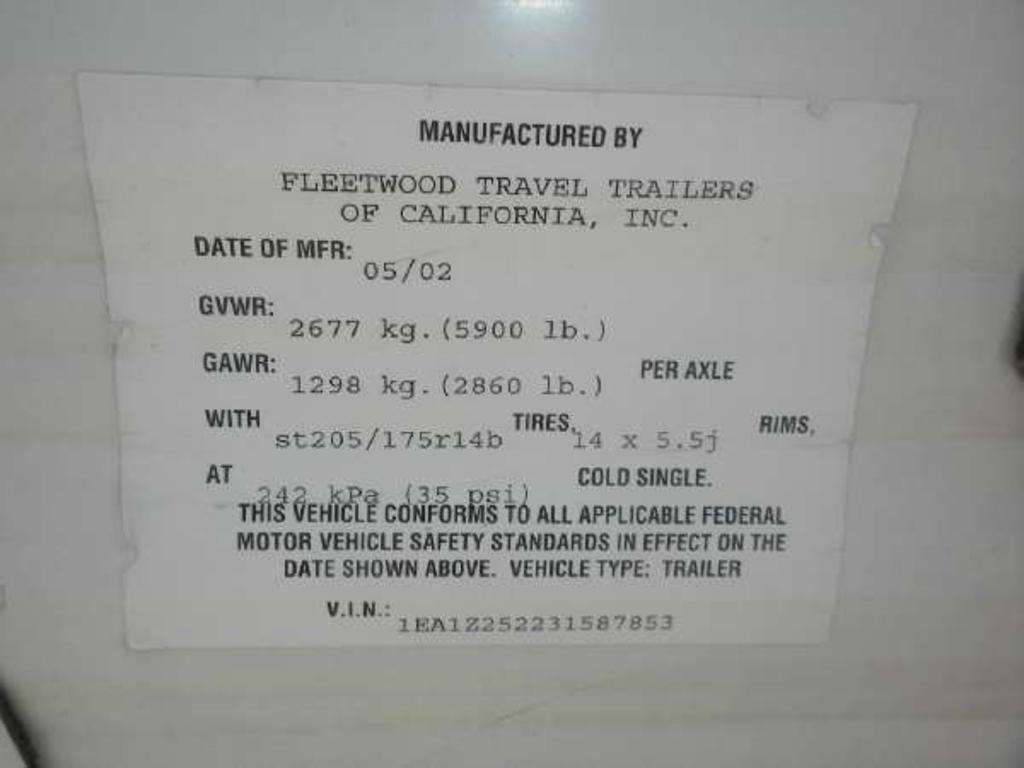 MANUFACTURED BY
FLEETWOOD TRAVEL TRAILERS
OF CALIFORNIA, INC.
DATE OF MFR: 05/02
GVWR: 2677 kg.(5900 lb.)
GAWR: 1298 kg.(2860 lb.) PER AXLE
WITH st205/175r14b TIRES, 14 x 5.5j RIMS,
AT 242 kPa (35 psi) COLD SINGLE.
THIS VEHICLE CONFORMS TO ALL APPLICABLE FEDERAL
MOTOR VEHICLE SAFETY STANDARDS IN EFFECT ON THE
DATE SHOWN ABOVE. VEHICLE TYPE: TRAILER
V.I.N.: 1EA1Z252231587853